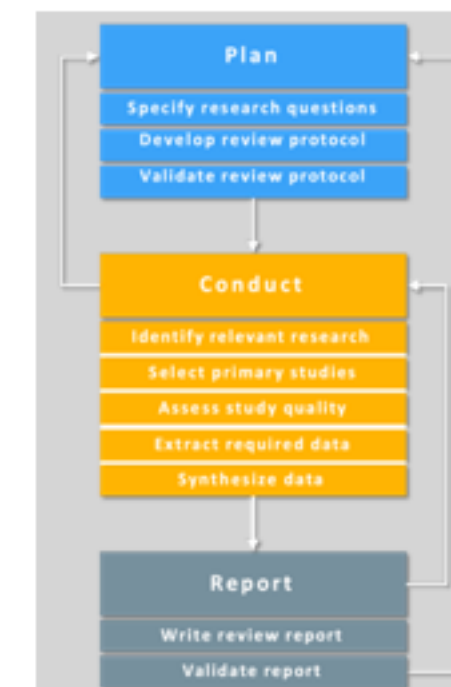 Plan
Specify research questions
Develop review protocol
Validate review protocol
Conduct
Identify relevant research
Select primary studies
Assess study quality
Extract required data
Synthesize data
Report
Write review report
Validate report